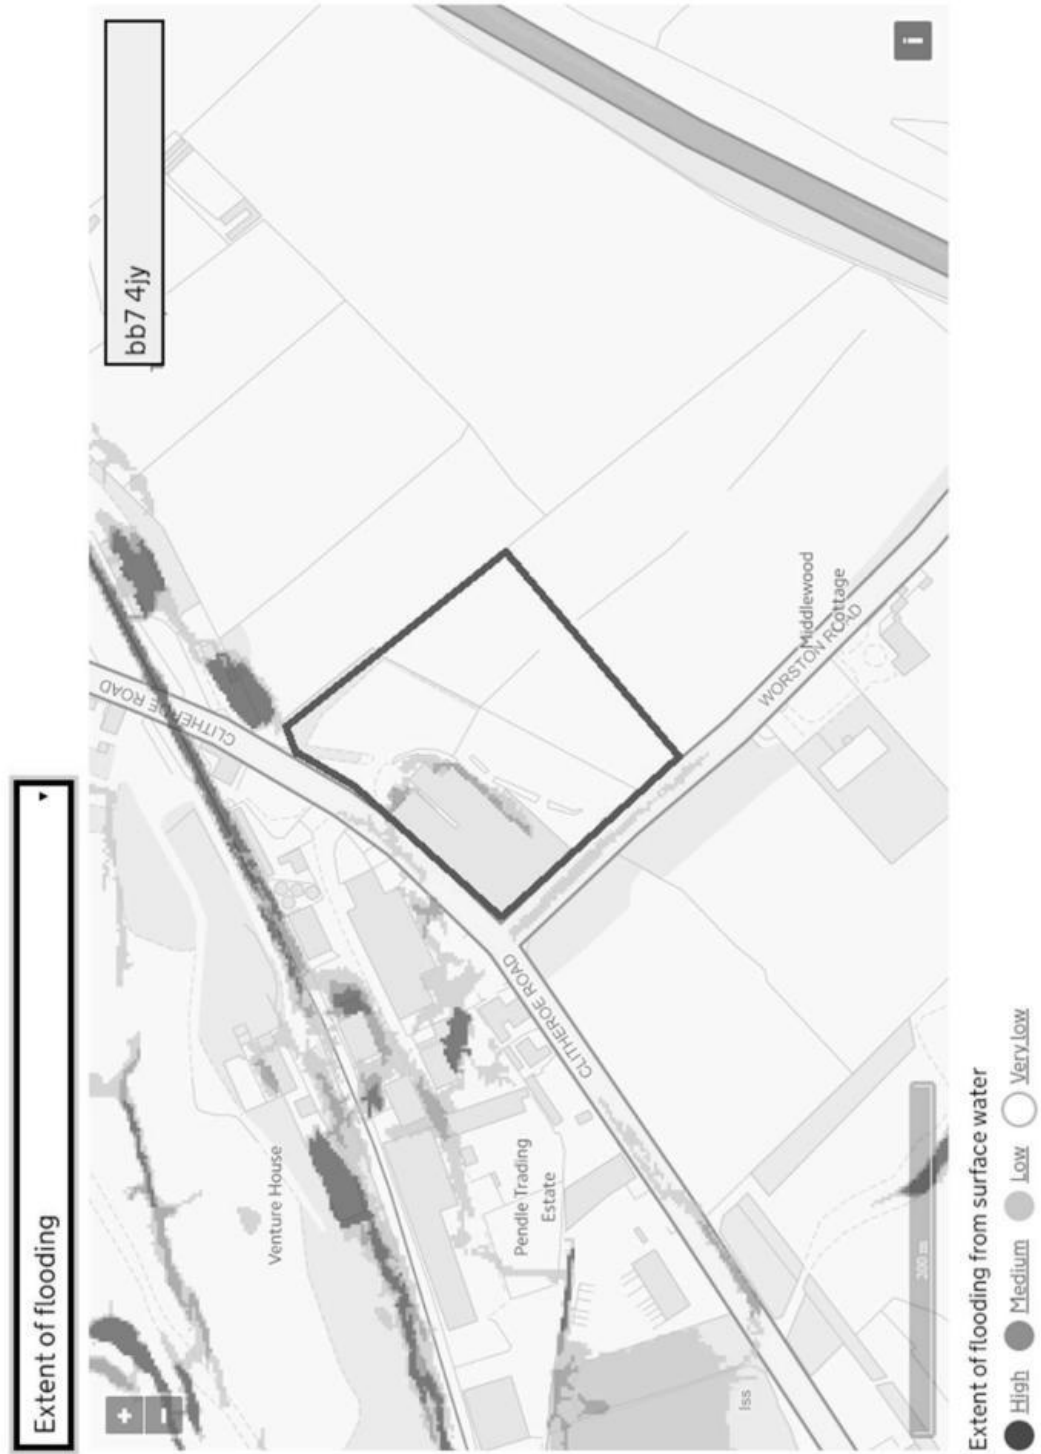 Extent of flooding
bb7 4jy
+
−
i
CLITHEROE ROAD
Venture House
Pendle Trading
Estate
CLITHEROE ROAD
WORSTON ROAD
Middlewood
Cottage
Iss
200 m
Extent of flooding from surface water
High
Medium
Low
Very low